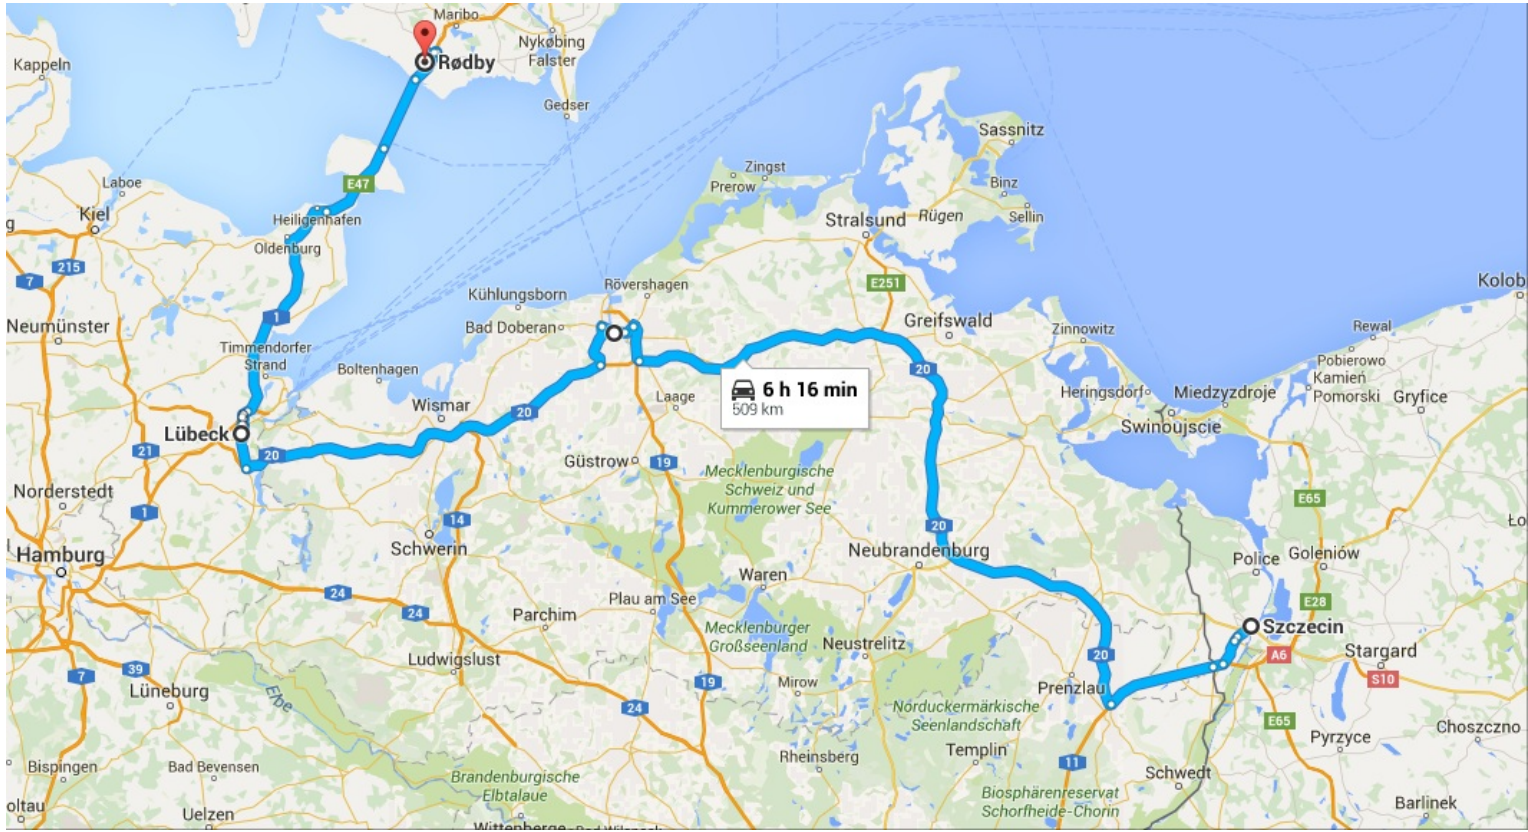 Maribo
Rødby
Nykøbing
Falster
Kappeln
Gedser
Sassnitz
Zingst
Prerow
Laboe
E47
Binz
Kiel
Heiligenhafen
Stralsund
Rügen
Sellin
g
Oldenburg
215
7
E251
Rövershagen
Kolob
Kühlungsborn
1
Neumünster
Bad Doberan
Greifswald
Zinnowitz
Rewal
Timmendorfer
Strand
Boltenhagen
20
Pobierowo
Kamień
Pomorski
6 h 16 min
509 km
Laage
Heringsdorf
Miedzyzdroje
Gryfice
Wismar
20
Swinoujscie
Lübeck
21
20
Güstrow
19
Mecklenburgische
Schweiz und
Kummerower See
Norderstedt
E65
1
14
20
Schwerin
Neubrandenburg
Hamburg
Police
Goleniów
Waren
24
Plau am See
E28
24
Parchim
Mecklenburger
Großseenland
Neustrelitz
Szczecin
20
A6
Stargard
Ludwigslust
7
39
S10
Lüneburg
Elbe
19
Mirow
Prenzlau
24
Norduckermärkische
Seenlandschaft
E65
Choszczno
Pyrzyce
Rheinsberg
Templin
11
Bispingen
Bad Bevensen
Brandenburgische
Elbtalaue
Schwedt
Biosphärenreservat
Schorfheide-Chorin
oltau
Uelzen
Barlinek
Wittenberge